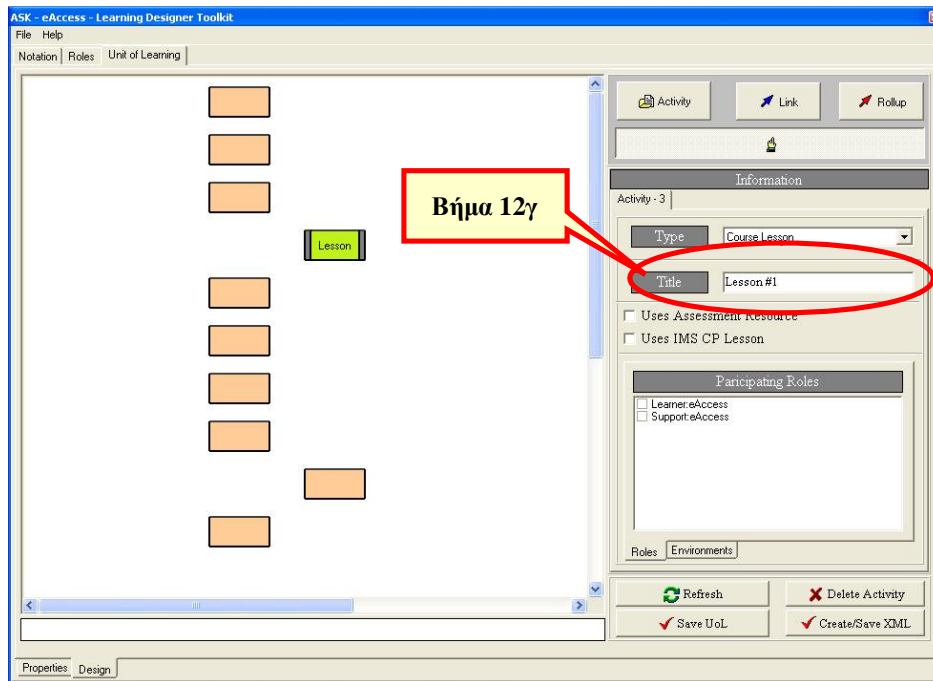 ASK - eAccess - Learning Designer Toolkit
File Help
Notation Roles Unit of Learning
Activity Link Rollup
Information
Activity - 3
Βήμα 12γ
Lesson
Type Course Lesson
Title Lesson #1
Uses Assessment Resource
Uses IMS CP Lesson
Paricipating Roles
Learner:eAccess
Support:eAccess
Roles Environments
Refresh Delete Activity
Save UoL Create/Save XML
Properties Design